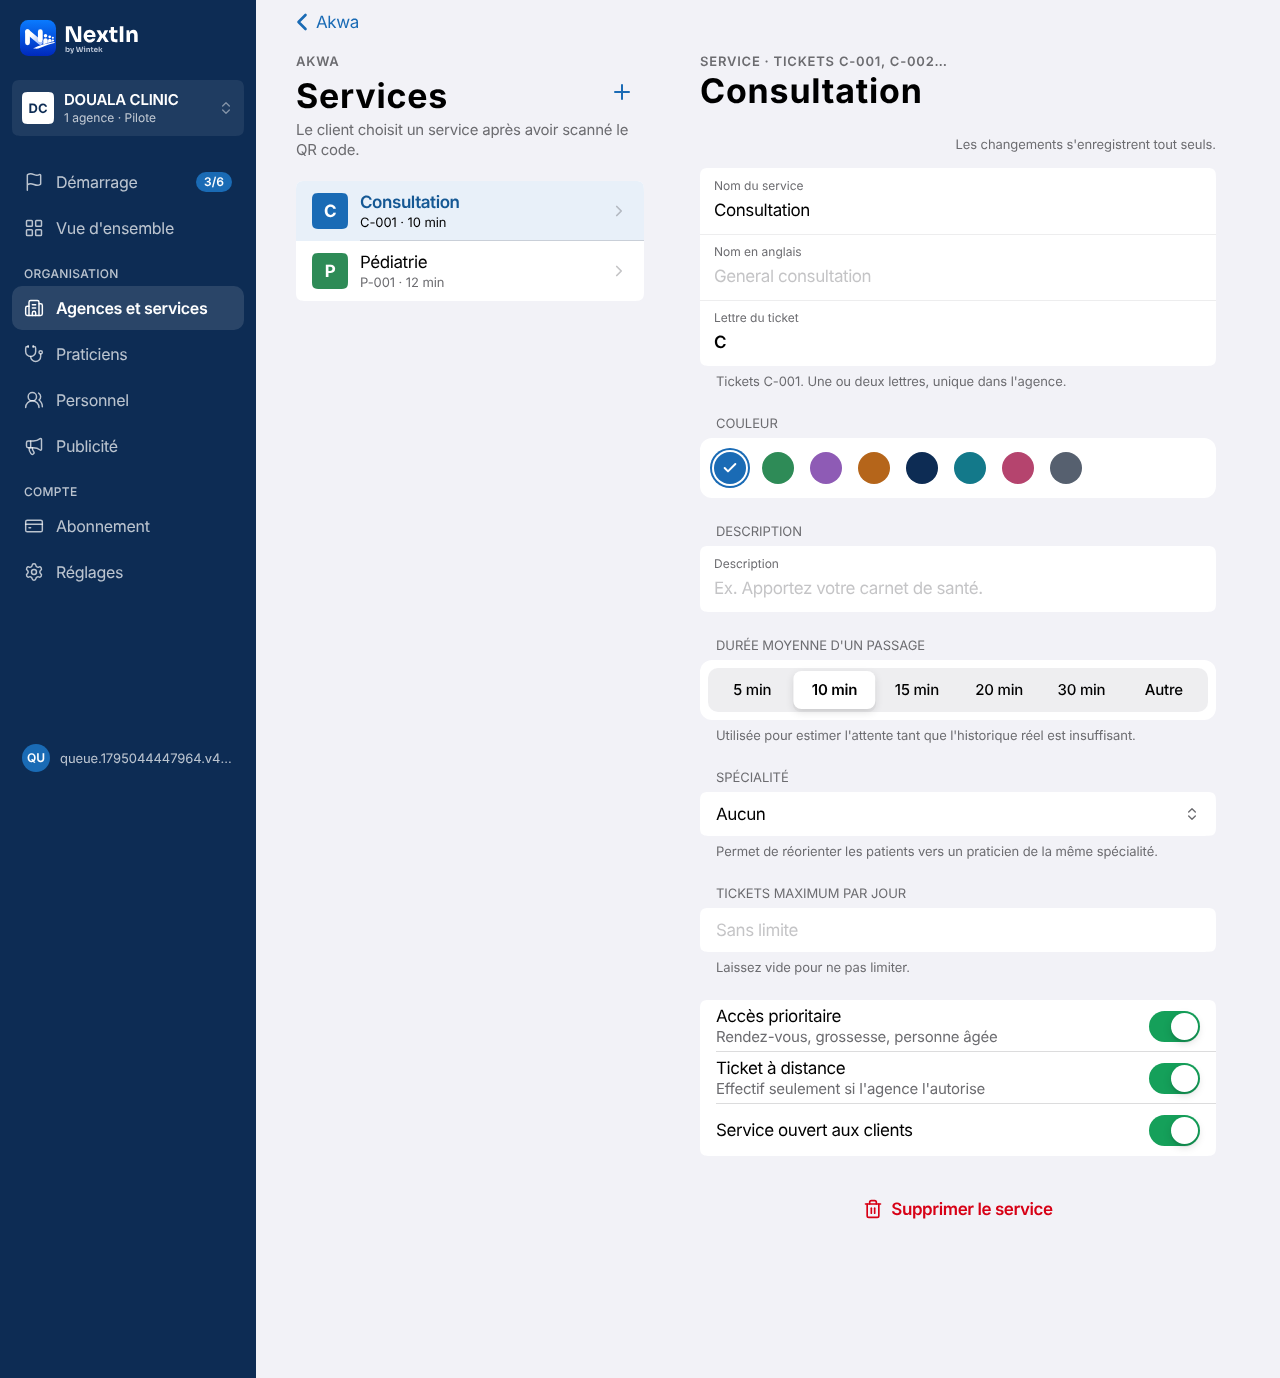 NextIn
by Wintek
DC
DOUALA CLINIC
1 agence · Pilote
Démarrage
3/6
Vue d'ensemble
ORGANISATION
Agences et services
Praticiens
Personnel
Publicité
COMPTE
Abonnement
Réglages
QU
queue.1795044447964.v4...
Akwa
AKWA
Services
Le client choisit un service après avoir scanné le
QR code.
C
Consultation
C-001 · 10 min
P
Pédiatrie
P-001 · 12 min
SERVICE · TICKETS C-001, C-002...
Consultation
Les changements s'enregistrent tout seuls.
Nom du service
Consultation
Nom en anglais
General consultation
Lettre du ticket
C
Tickets C-001. Une ou deux lettres, unique dans l'agence.
COULEUR
DESCRIPTION
Description
Ex. Apportez votre carnet de santé.
DURÉE MOYENNE D'UN PASSAGE
5 min
10 min
15 min
20 min
30 min
Autre
Utilisée pour estimer l'attente tant que l'historique réel est insuffisant.
SPÉCIALITÉ
Aucun
Permet de réorienter les patients vers un praticien de la même spécialité.
TICKETS MAXIMUM PAR JOUR
Sans limite
Laissez vide pour ne pas limiter.
Accès prioritaire
Rendez-vous, grossesse, personne âgée
Ticket à distance
Effectif seulement si l'agence l'autorise
Service ouvert aux clients
Supprimer le service